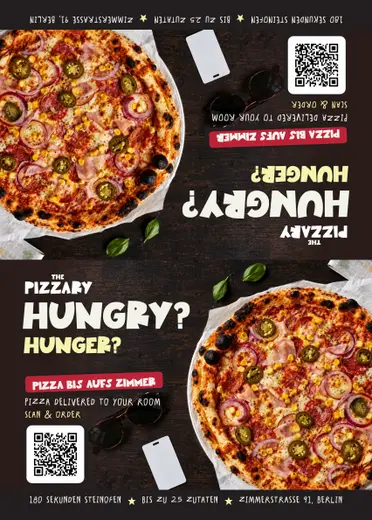 180 SEKUNDEN STEINOFEN ★ BIS ZU 25 ZUTATEN ★ ZIMMERSTRASSE 91, BERLIN
SCAN & ORDER
PIZZA DELIVERED TO YOUR ROOM
PIZZA BIS AUFS ZIMMER
HUNGER?
HUNGRY?
THE
PIZZARY
THE
PIZZARY
HUNGRY?
HUNGER?
PIZZA BIS AUFS ZIMMER
PIZZA DELIVERED TO YOUR ROOM
SCAN & ORDER
180 SEKUNDEN STEINOFEN ★ BIS ZU 25 ZUTATEN ★ ZIMMERSTRASSE 91, BERLIN